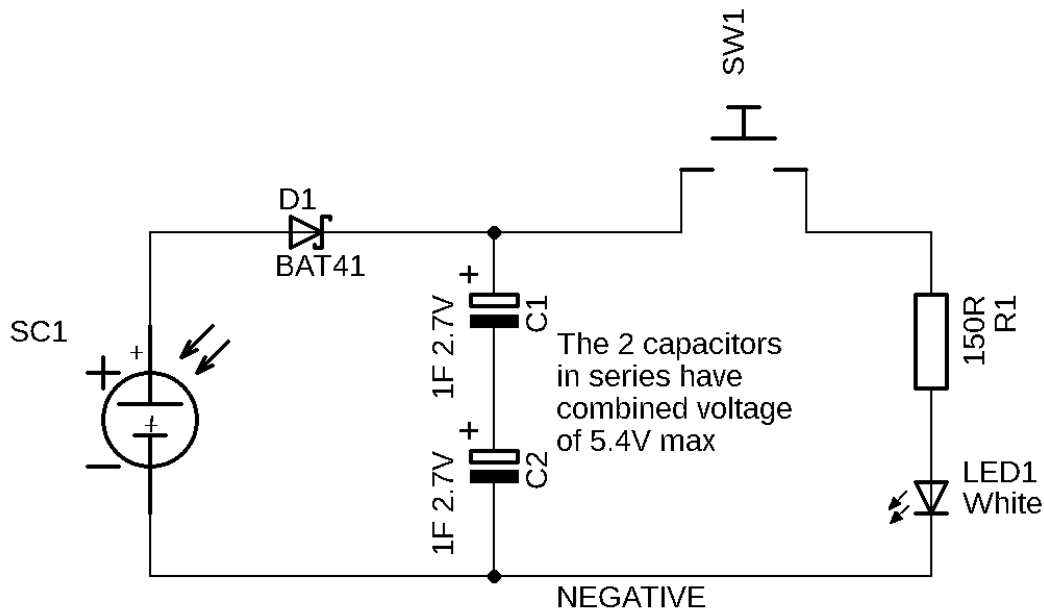 SW1
D1
BAT41
SC1
+
+
+
−
+
1F 2.7V
C1
The 2 capacitors
in series have
combined voltage
of 5.4V max
+
1F 2.7V
C2
150R
R1
LED1
White
NEGATIVE